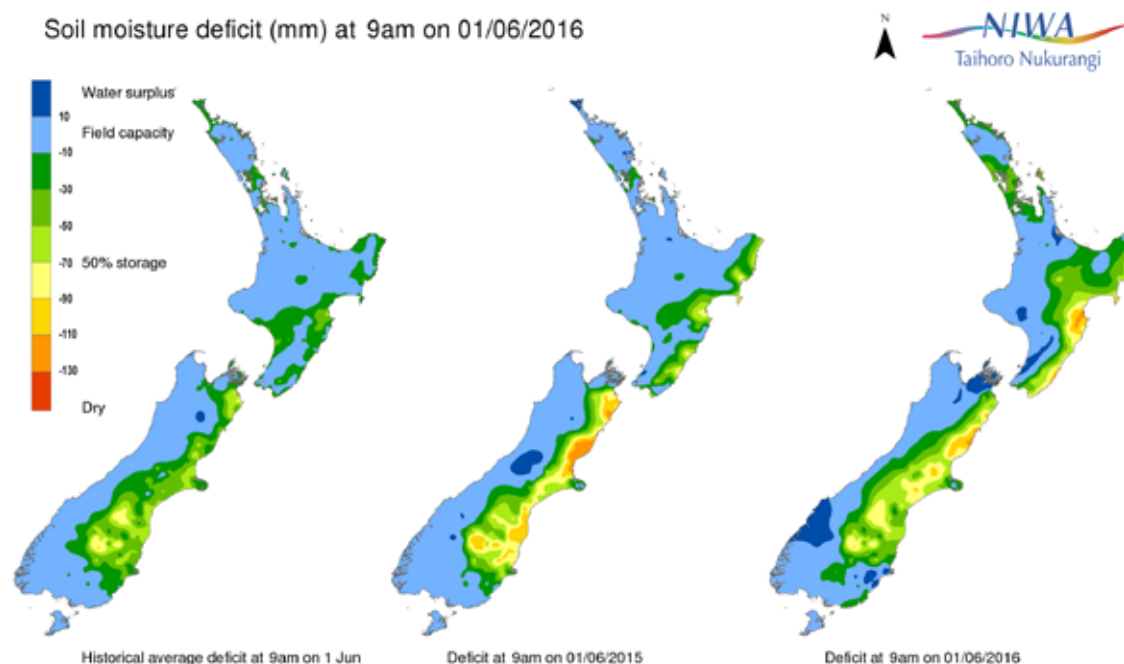 Soil moisture deficit (mm) at 9am on 01/06/2016
N
NIWA
Taihoro Nukurangi
Water surplus
10
Field capacity
-10
-30
-50
50% storage
-70
-90
-110
-130
Dry
Historical average deficit at 9am on 1 Jun
Deficit at 9am on 01/06/2015
Deficit at 9am on 01/06/2016